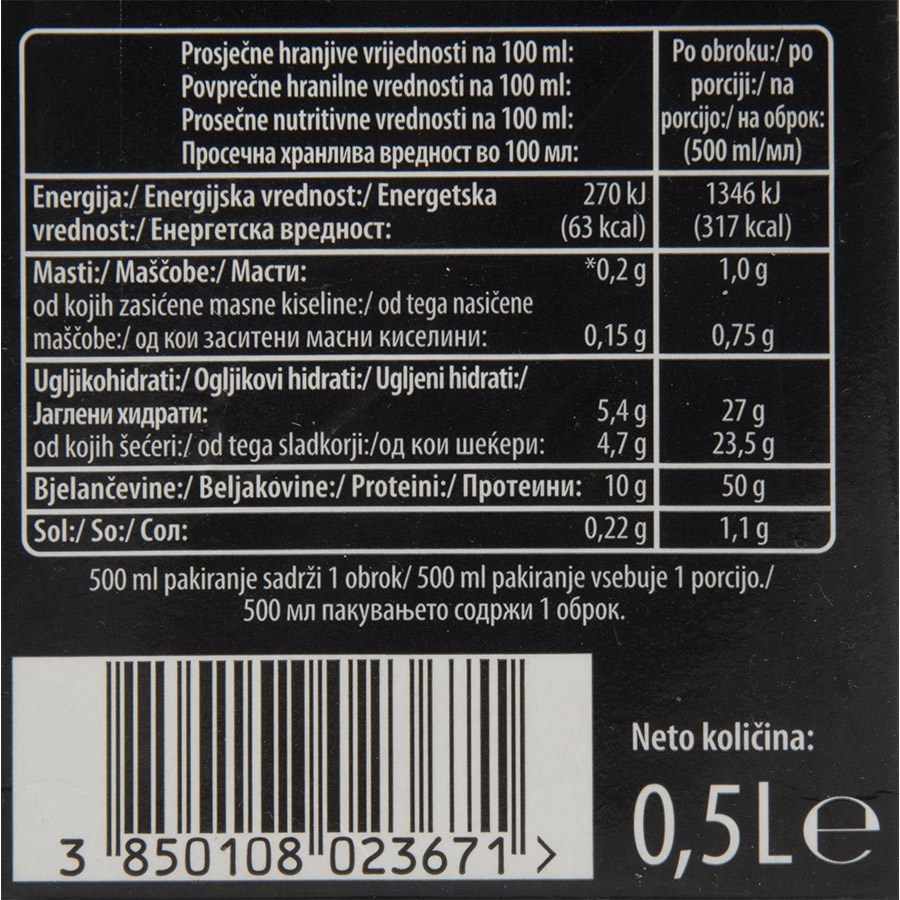 Prosječne hranjive vrijednosti na 100 ml:
Povprečne hranilne vrednosti na 100 ml:
Prosečne nutritivne vrednosti na 100 ml:
Просечна хранлива вредност во 100 мл:
Po obroku:/ po
porciji:/ na
porcijo:/ на оброк:
(500 ml/мл)
Energija:/ Energijska vrednost:/ Energetska 270 kJ 1346 kJ
vrednost:/ Енергетска вредност: (63 kcal) (317 kcal)
Masti:/ Maščobe:/ Масти: *0,2 g 1,0 g
od kojih zasićene masne kiseline:/ od tega nasičene
maščobe:/ од кои заситени масни киселини: 0,15 g 0,75 g
Ugljikohidrati:/ Ogljikovi hidrati:/ Ugljeni hidrati:/
Јаглени хидрати: 5,4 g 27 g
od kojih šećeri:/ od tega sladkorji:/од кои шеќери: 4,7 g 23,5 g
Bjelančevine:/ Beljakovine:/ Proteini:/ Протеини: 10 g 50 g
Sol:/ So:/ Сол: 0,22 g 1,1 g
500 ml pakiranje sadrži 1 obrok/ 500 ml pakiranje vsebuje 1 porcijo./
500 мл пакувањето содржи 1 оброк.
3 850108 023671 >
Neto količina:
0,5L e